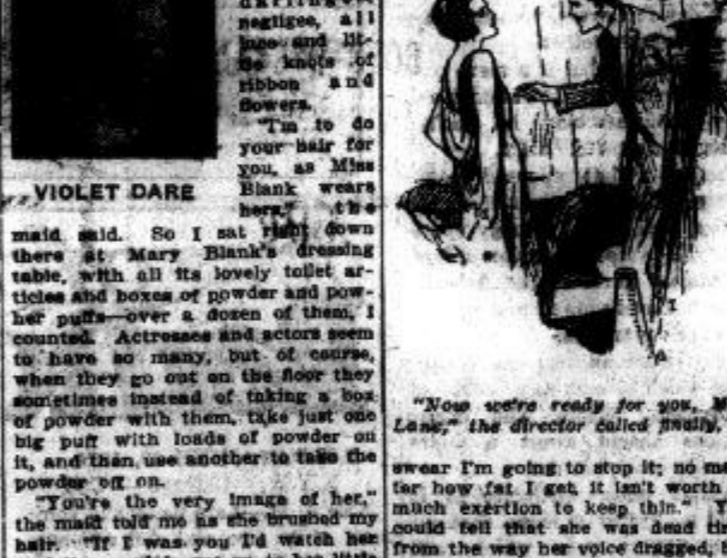 negligee, all
lace and lit-
tle knots of
ribbon and
flowers.
"I'm to do
your hair for
you, as Miss
Blank wears
hers," the
VIOLET DARE
maid said. So I sat right down
there at Mary Blank's dressing
table, with all its lovely toilet ar-
ticles and boxes of powder and pow-
her puffs—over a dozen of them, I
counted. Actresses and actors seem
to have so many, but of course,
when they go out on the floor they
sometimes instead of taking a box
of powder with them, take just one
big puff with loads of powder on
it, and then use another to take the
powder off on.
"You're the very image of her,"
the maid told me as she brushed my
hair. "If I was you I'd watch her
"Now we're ready for you, M
Lane," the director called finally.
swear I'm going to stop it; no mat
ter how fat I get, it isn't worth
much exertion to keep thin."
could tell that she was dead
from the way her voice dragged